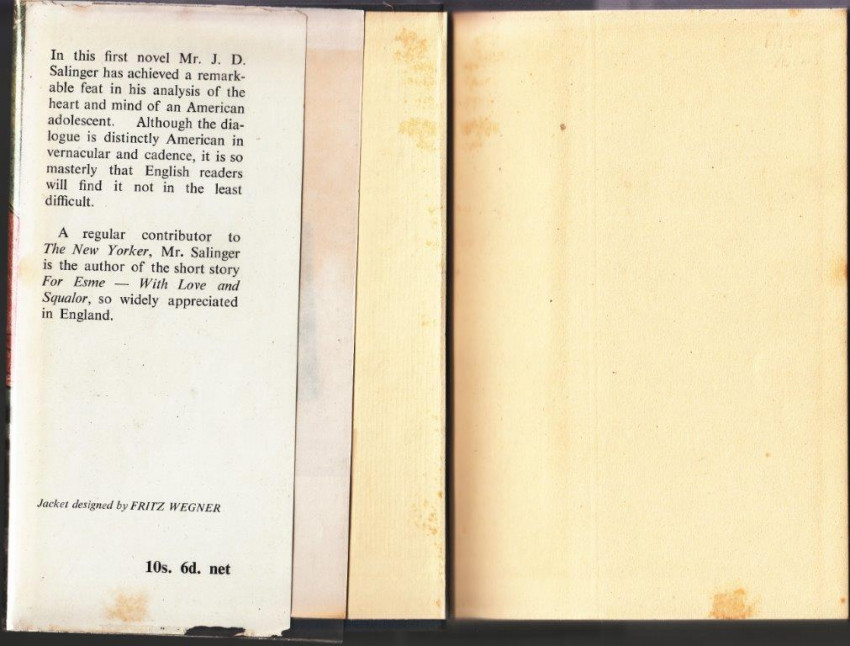 In this first novel Mr. J. D.
Salinger has achieved a remark-
able feat in his analysis of the
heart and mind of an American
adolescent. Although the dia-
logue is distinctly American in
vernacular and cadence, it is so
masterly that English readers
will find it not in the least
difficult.
A regular contributor to
The New Yorker, Mr. Salinger
is the author of the short story
For Esme — With Love and
Squalor, so widely appreciated
in England.
Jacket designed by FRITZ WEGNER
10s. 6d. net